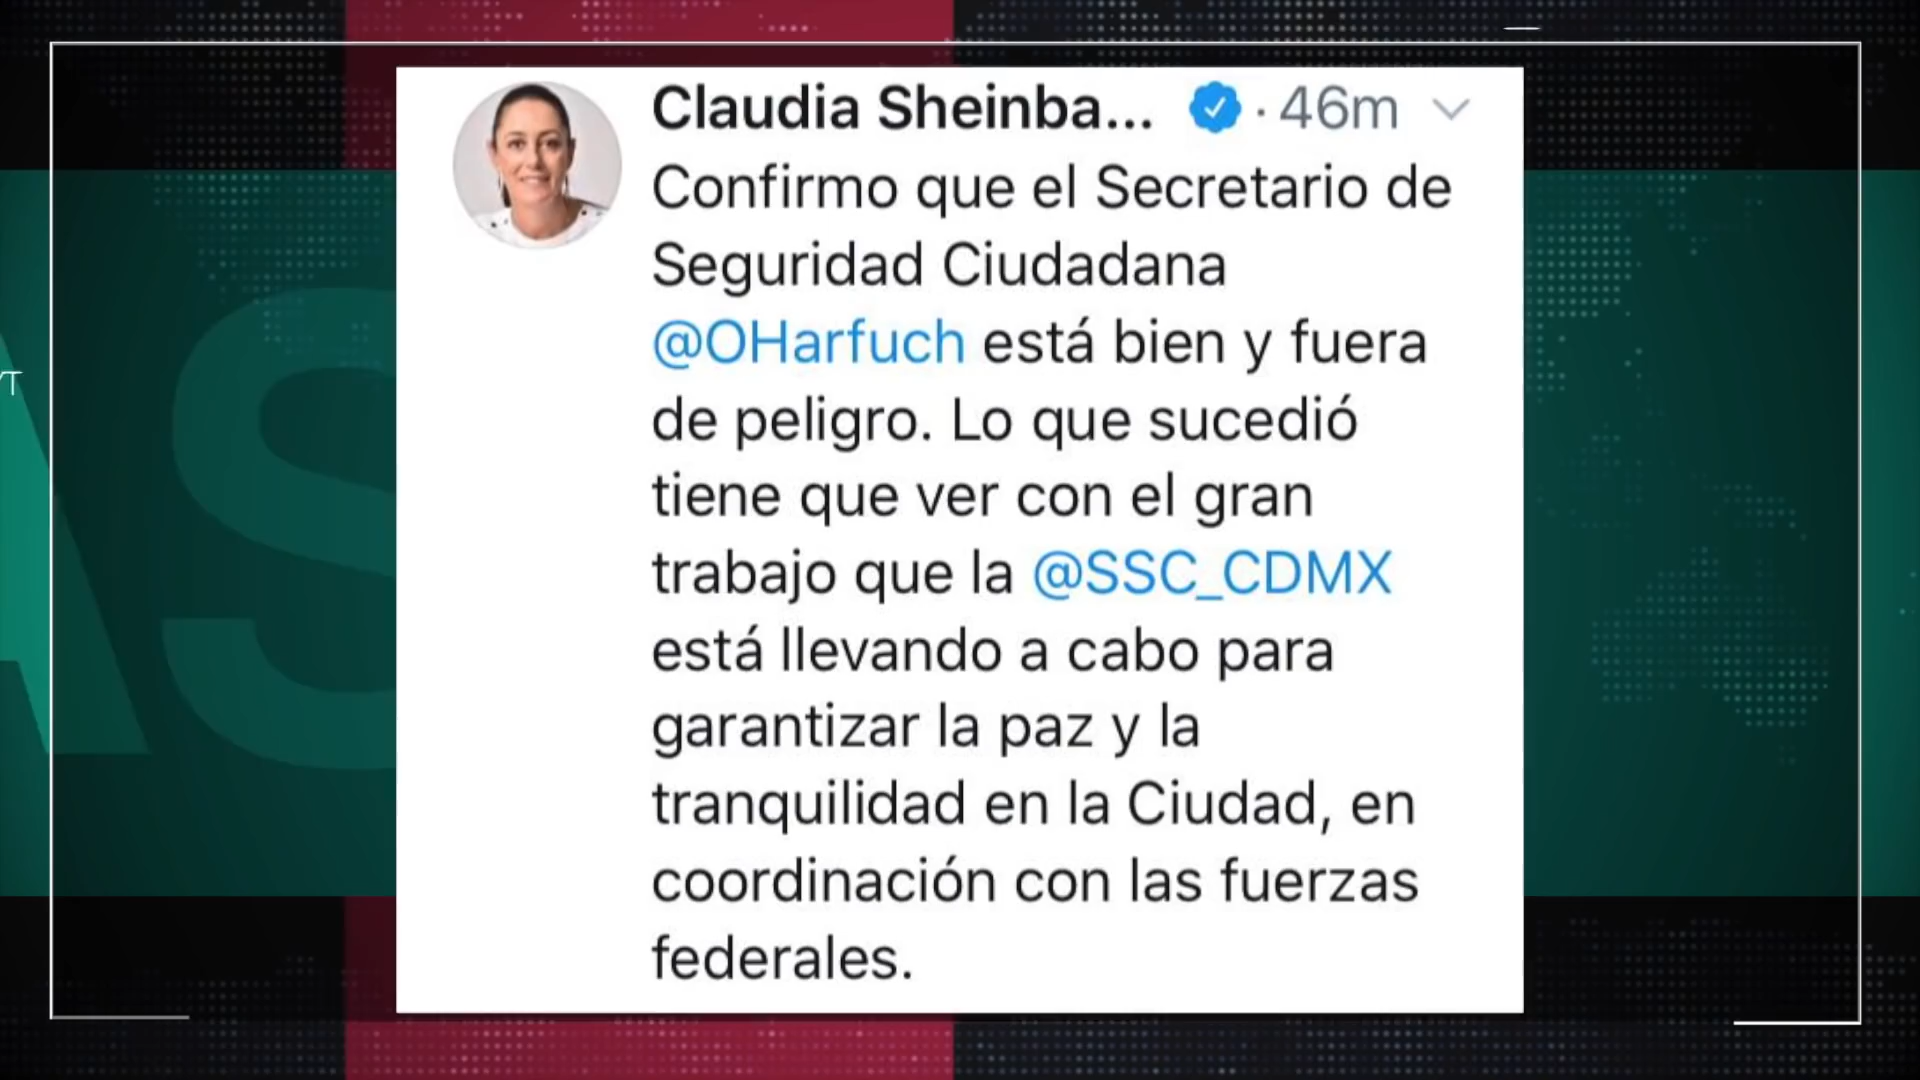 Claudia Sheinba... · 46m
Confirmo que el Secretario de
Seguridad Ciudadana
@OHarfuch está bien y fuera
de peligro. Lo que sucedió
tiene que ver con el gran
trabajo que la @SSC_CDMX
está llevando a cabo para
garantizar la paz y la
tranquilidad en la Ciudad, en
coordinación con las fuerzas
federales.
AS